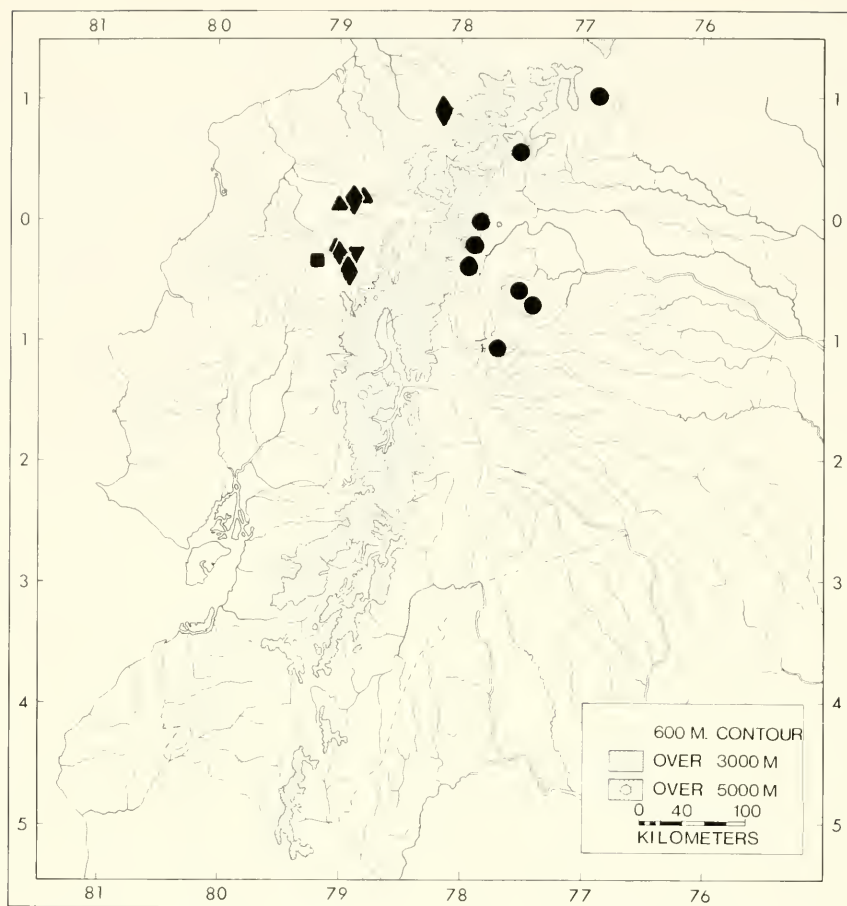 81 80 79 78 77 76
1 1
0 0
1 1
2 2
3 3
4 4
600 M. CONTOUR
OVER 3000 M
OVER 5000 M
0 40 100
KILOMETERS
5 5
81 80 79 78 77 76